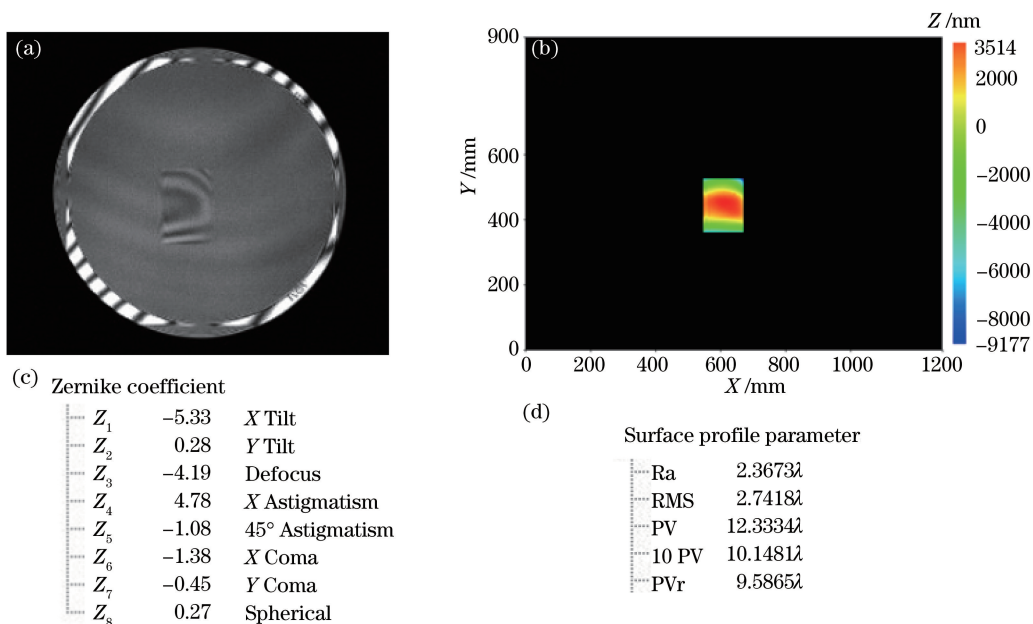 (a)
(b)
Z /nm
3514
2000
0
−2000
−4000
−6000
−8000
−9177
Y /mm
900
600
400
200
0
0 200 400 600 800 1000 1200
X /mm
(c)
Zernike coefficient
Z1 −5.33 X Tilt
Z2 0.28 Y Tilt
Z3 −4.19 Defocus
Z4 4.78 X Astigmatism
Z5 −1.08 45° Astigmatism
Z6 −1.38 X Coma
Z7 −0.45 Y Coma
Z8 0.27 Spherical
(d)
Surface profile parameter
Ra 2.3673λ
RMS 2.7418λ
PV 12.3334λ
10 PV 10.1481λ
PVr 9.5865λ